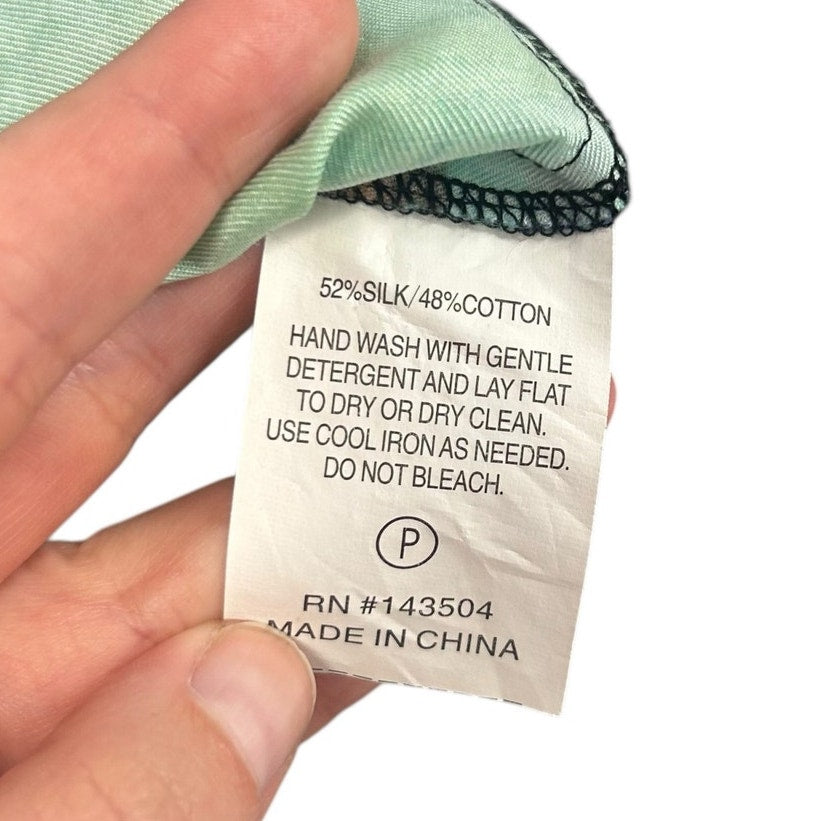 52%SILK/48%COTTON
HAND WASH WITH GENTLE
DETERGENT AND LAY FLAT
TO DRY OR DRY CLEAN.
USE COOL IRON AS NEEDED.
DO NOT BLEACH.
P
RN #143504
MADE IN CHINA